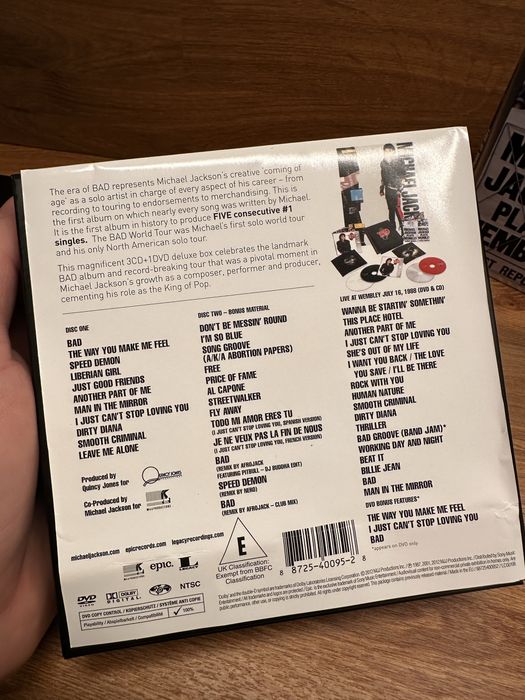 The era of BAD represents Michael Jackson's creative 'coming of
age' as a solo artist in charge of every aspect of his career – from
recording to touring to endorsements to merchandising. This is
the first album on which nearly every song was written by Michael.
It is the first album in history to produce FIVE consecutive #1
singles. The BAD World Tour was Michael's first solo world tour
and his only North American solo tour.
This magnificent 3CD+1DVD deluxe box celebrates the landmark
BAD album and record-breaking tour that was a pivotal moment in
Michael Jackson's growth as a composer, performer and producer,
cementing his role as the King of Pop.
DISC ONE
BAD
THE WAY YOU MAKE ME FEEL
SPEED DEMON
LIBERIAN GIRL
JUST GOOD FRIENDS
ANOTHER PART OF ME
MAN IN THE MIRROR
I JUST CAN'T STOP LOVING YOU
DIRTY DIANA
SMOOTH CRIMINAL
LEAVE ME ALONE
Produced by
Quincy Jones for
Co-Produced by
Michael Jackson for
DISC TWO – BONUS MATERIAL
DON'T BE MESSIN' ROUND
I'M SO BLUE
SONG GROOVE
(A/K/A ABORTION PAPERS)
FREE
PRICE OF FAME
AL CAPONE
STREETWALKER
FLY AWAY
TODO MI AMOR ERES TU
(I JUST CAN'T STOP LOVING YOU, SPANISH VERSION)
JE NE VEUX PAS LA FIN DE NOUS
(I JUST CAN'T STOP LOVING YOU, FRENCH VERSION)
BAD
(REMIX BY AFROJACK
FEATURING PITBULL – DJ BUDDHA EDIT)
SPEED DEMON
(REMIX BY NERO)
BAD
(REMIX BY AFROJACK – CLUB MIX)
LIVE AT WEMBLEY JULY 16, 1988 (DVD & CD)
WANNA BE STARTIN' SOMETHIN'
THIS PLACE HOTEL
ANOTHER PART OF ME
I JUST CAN'T STOP LOVING YOU
SHE'S OUT OF MY LIFE
I WANT YOU BACK / THE LOVE
YOU SAVE / I'LL BE THERE
ROCK WITH YOU
HUMAN NATURE
SMOOTH CRIMINAL
DIRTY DIANA
THRILLER
BAD GROOVE (BAND JAM)*
WORKING DAY AND NIGHT
BEAT IT
BILLIE JEAN
BAD
MAN IN THE MIRROR
DVD BONUS FEATURES*
THE WAY YOU MAKE ME FEEL
I JUST CAN'T STOP LOVING YOU
BAD
*appears on DVD only
michaeljackson.com epicrecords.com legacyrecordings.com
epic.
E
UK Classification:
Exempt from BBFC
Classification
8 8725-40095-2 8
DVD VIDEO
DOLBY DIGITAL
NTSC
DVD COPY CONTROL / KOPIERSCHUTZ / SYSTÈME ANTI COPIE
Playability / Abspielbarkeit / Compatibilité
100%